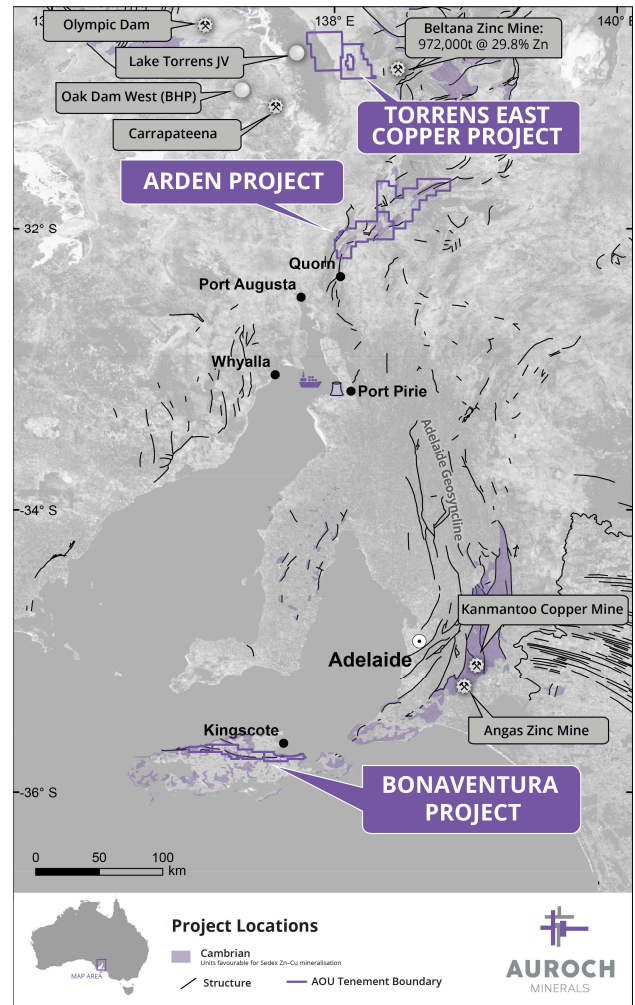 138° E
140°
Olympic Dam
Beltana Zinc Mine:
972,000t @ 29.8% Zn
Lake Torrens JV
Oak Dam West (BHP)
Carrapateena
TORRENS EAST
COPPER PROJECT
ARDEN PROJECT
-32° S
Quorn
Port Augusta
Whyalla
Port Pirie
Adelaide Geosyncline
-34° S
Kanmantoo Copper Mine
Adelaide
Angas Zinc Mine
Kingscote
BONAVENTURA
PROJECT
-36° S
0 50 100
km
Project Locations
Cambrian
Units favourable for Sedex Zn-Cu mineralisation
Structure
AOU Tenement Boundary
MAP AREA
AUROCH
MINERALS